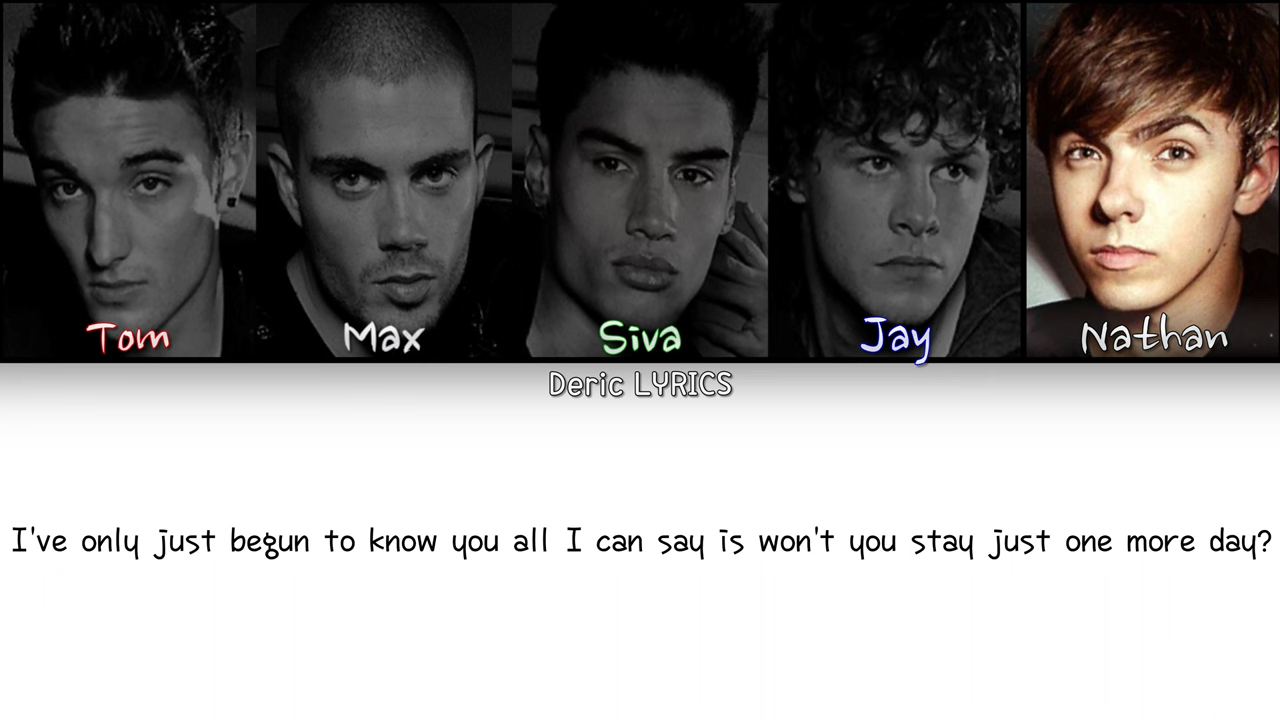 Tom Max Siva Jay Nathan
Deric LYRICS
I've only just begun to know you all I can say is won't you stay just one more day?